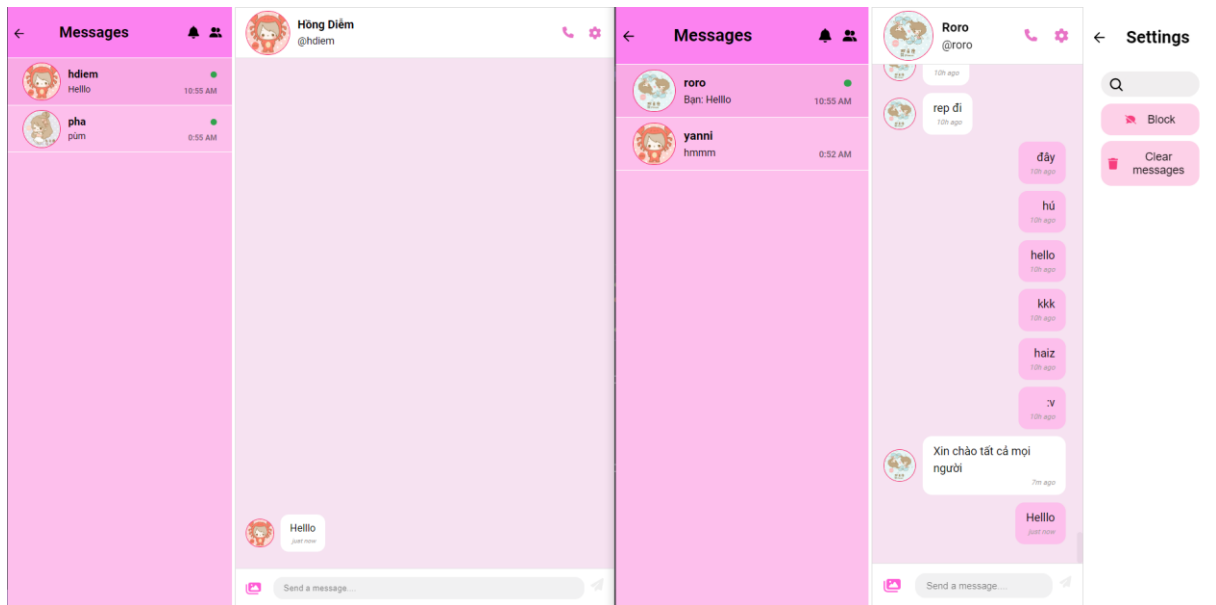 Messages
hdiem
Helllo
10:55 AM
pha
pùm
0:55 AM
Hồng Diễm
@hdiem
Helllo
just now
Send a message...
Messages
roro
Bạn: Helllo
10:55 AM
yanni
hmmm
0:52 AM
Roro
@roro
10h ago
rep đi
10h ago
đây
10h ago
hú
10h ago
hello
10h ago
kkk
10h ago
haiz
10h ago
:v
10h ago
Xin chào tất cả mọi
người
7m ago
Helllo
just now
Send a message...
Settings
Block
Clear
messages